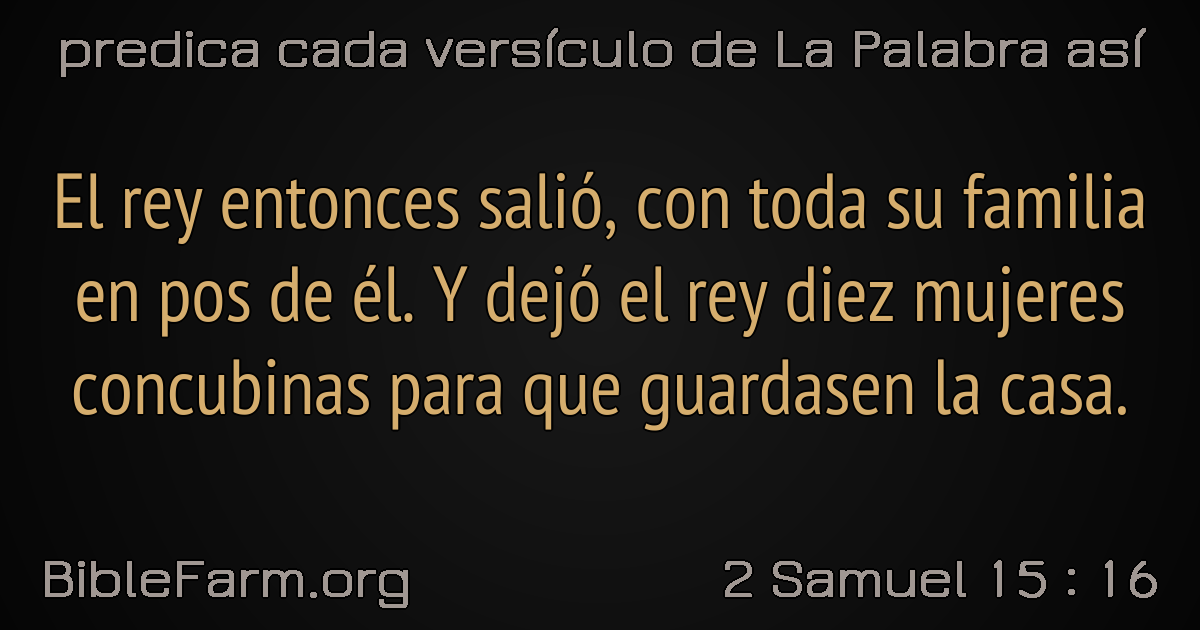 predica cada versículo de La Palabra así
El rey entonces salió, con toda su familia
en pos de él. Y dejó el rey diez mujeres
concubinas para que guardasen la casa.
BibleFarm.org
2 Samuel 15 : 16